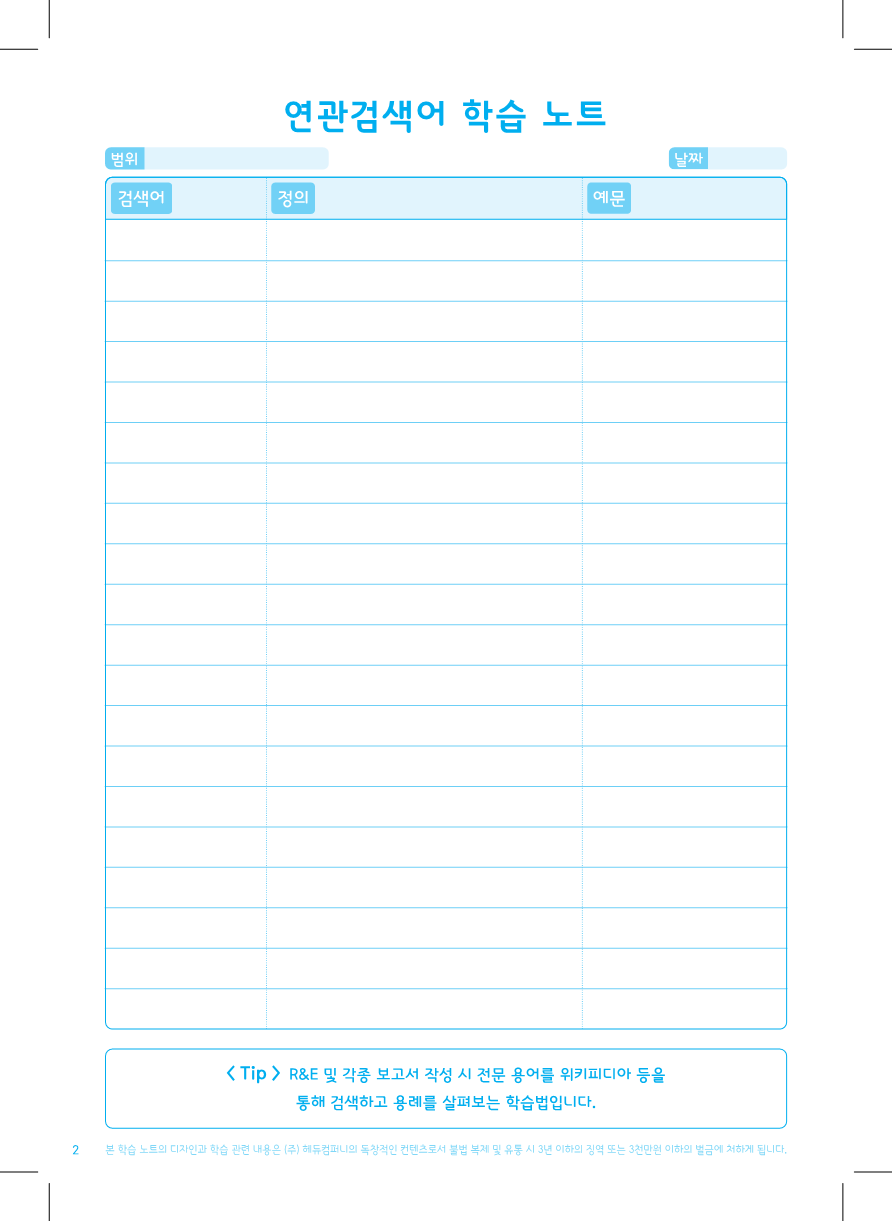 연관검색어 학습 노트
범위 날짜
검색어 정의 예문
< Tip > R&E 및 각종 보고서 작성 시 전문 용어를 위키피디아 등을
통해 검색하고 용례를 살펴보는 학습법입니다.
2 본 학습 노트의 디자인과 학습 관련 내용은 (주) 헤듀컴퍼니의 독창적인 컨텐츠로서 불법 복제 및 유통 시 3년 이하의 징역 또는 3천만원 이하의 벌금에 처하게 됩니다.